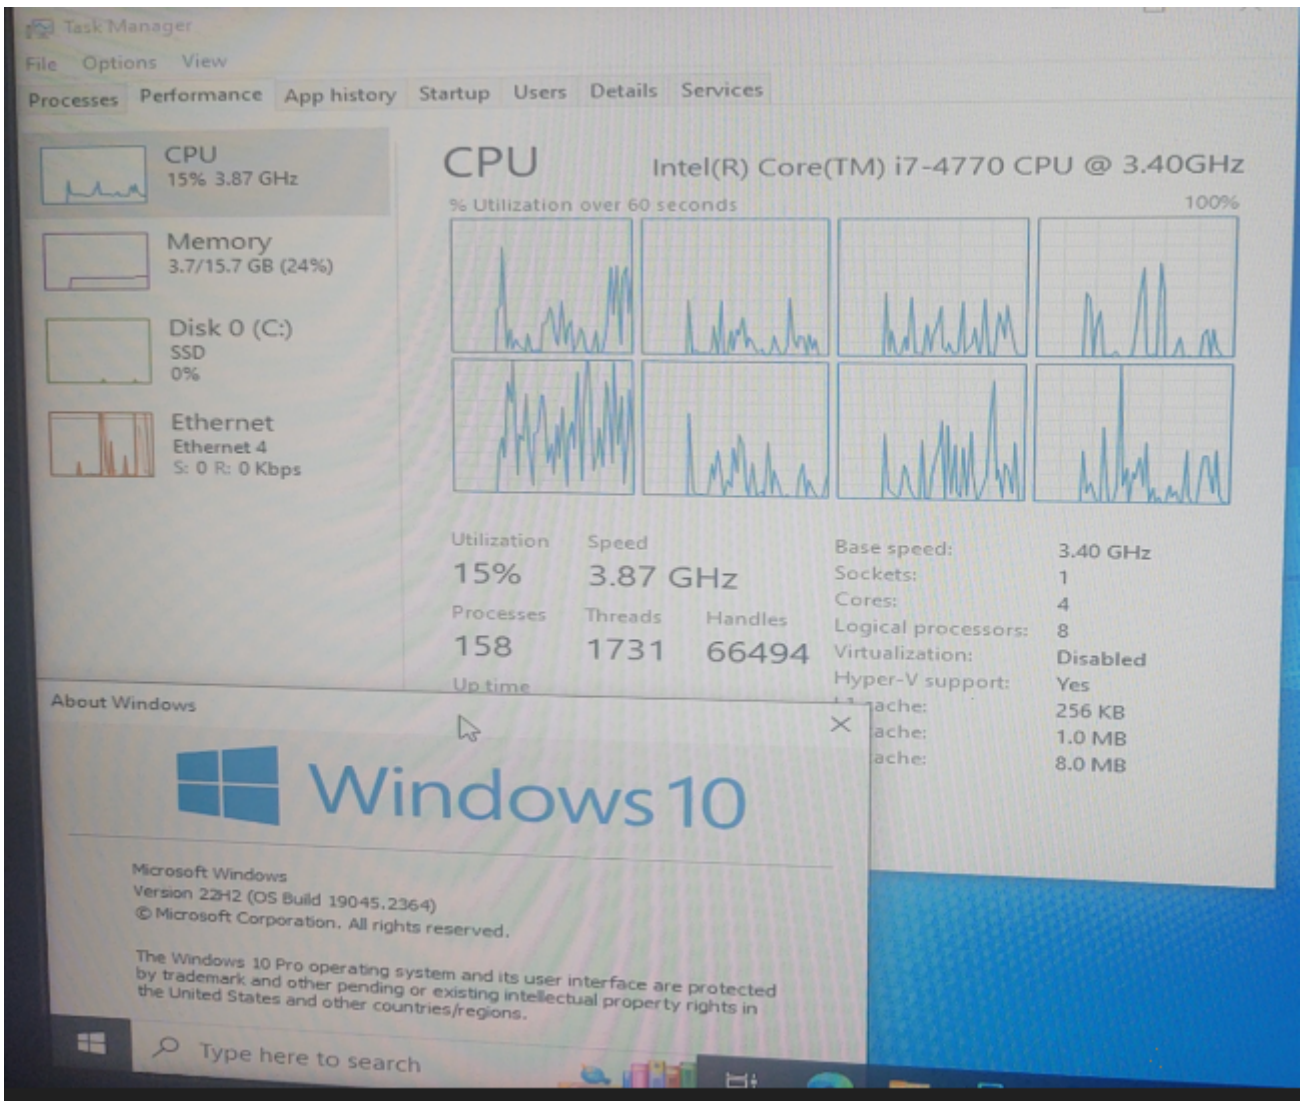 Task Manager
File Options View
Processes Performance App history Startup Users Details Services
CPU
15% 3.87 GHz
Memory
3.7/15.7 GB (24%)
Disk 0 (C:)
SSD
0%
Ethernet
Ethernet 4
S: 0 R: 0 Kbps
CPU Intel(R) Core(TM) i7-4770 CPU @ 3.40GHz
% Utilization over 60 seconds 100%
Utilization Speed
15% 3.87 GHz
Processes Threads Handles
158 1731 66494
Up time
Base speed: 3.40 GHz
Sockets: 1
Cores: 4
Logical processors: 8
Virtualization: Disabled
Hyper-V support: Yes
ache: 256 KB
ache: 1.0 MB
ache: 8.0 MB
About Windows
Windows 10
Microsoft Windows
Version 22H2 (OS Build 19045.2364)
© Microsoft Corporation. All rights reserved.
The Windows 10 Pro operating system and its user interface are protected
by trademark and other pending or existing intellectual property rights in
the United States and other countries/regions.
Type here to search